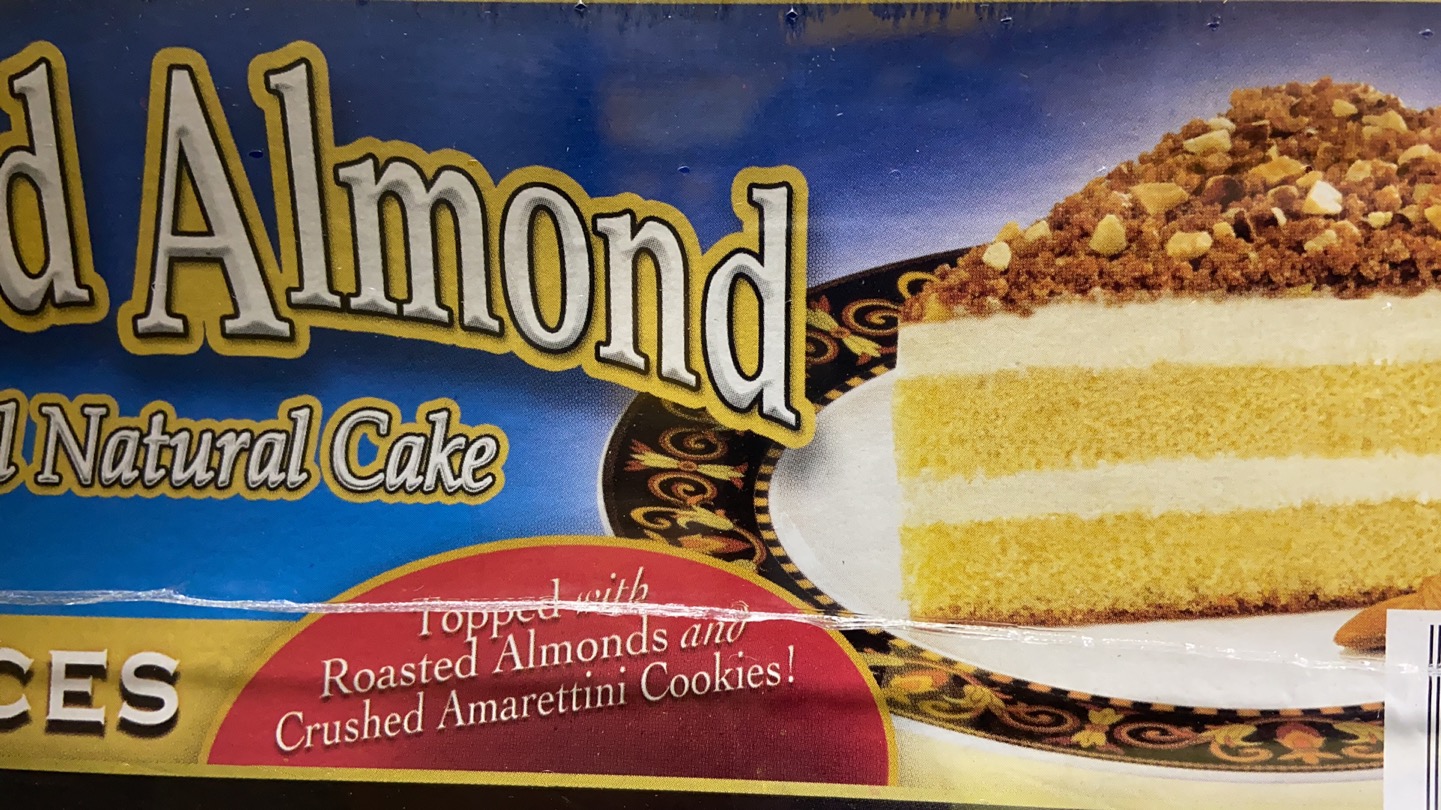 d Almond
l Natural Cake
CES
Topped with
Roasted Almonds and
Crushed Amarettini Cookies!